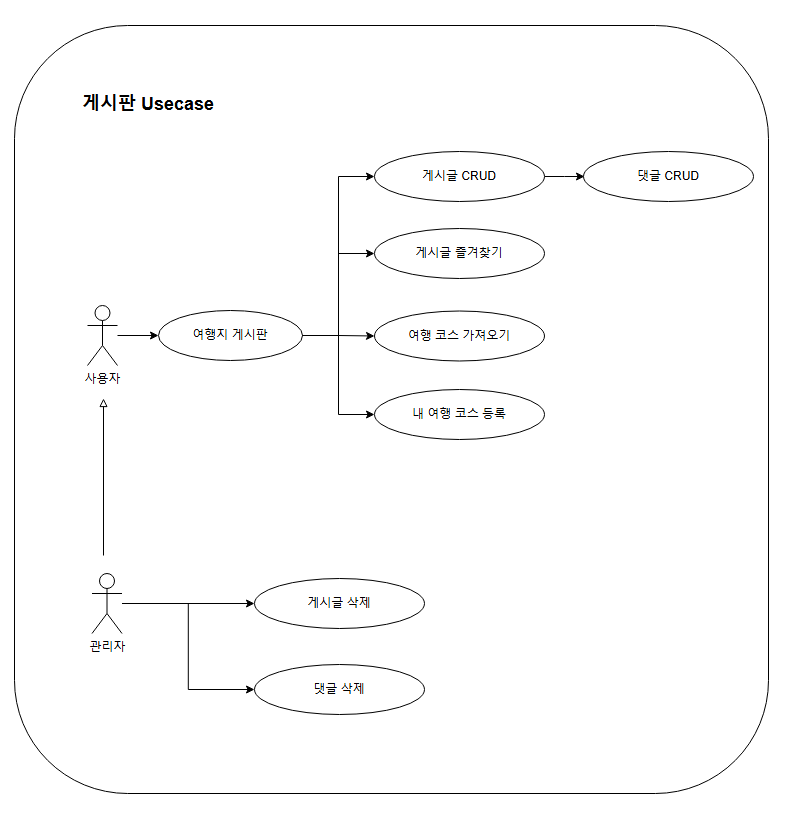 게시판 Usecase
게시글 CRUD
댓글 CRUD
게시글 즐겨찾기
여행지 게시판
여행 코스 가져오기
사용자
내 여행 코스 등록
게시글 삭제
관리자
댓글 삭제